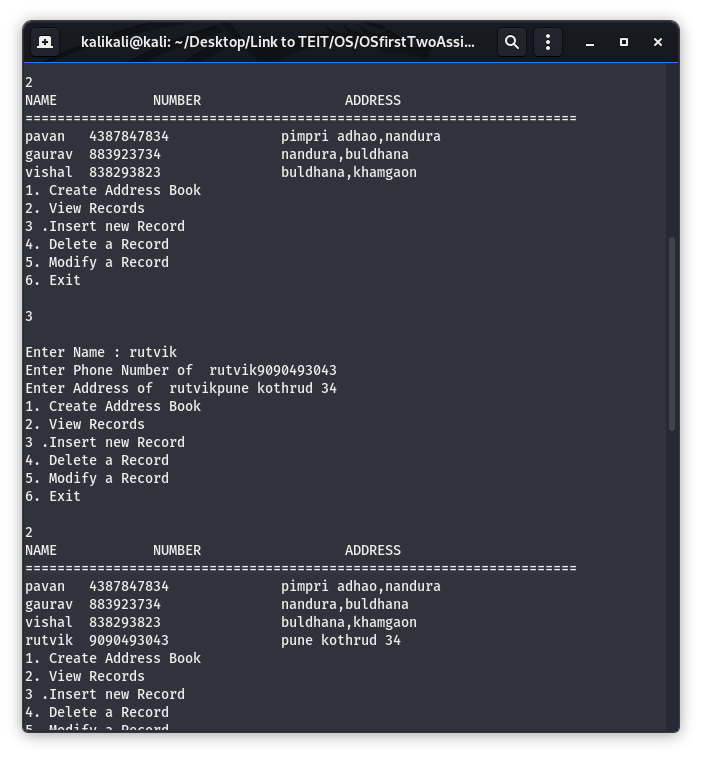 kalikali@kali: ~/Desktop/Link to TEIT/OS/OSfirstTwoAssi...
2
NAME            NUMBER                  ADDRESS
=====================================================================
pavan   4387847834              pimpri adhao,nandura
gaurav  883923734               nandura,buldhana
vishal  838293823               buldhana,khamgaon
1. Create Address Book
2. View Records
3 .Insert new Record
4. Delete a Record
5. Modify a Record
6. Exit

3

Enter Name : rutvik
Enter Phone Number of  rutvik9090493043
Enter Address of  rutvikpune kothrud 34
1. Create Address Book
2. View Records
3 .Insert new Record
4. Delete a Record
5. Modify a Record
6. Exit

2
NAME            NUMBER                  ADDRESS
=====================================================================
pavan   4387847834              pimpri adhao,nandura
gaurav  883923734               nandura,buldhana
vishal  838293823               buldhana,khamgaon
rutvik  9090493043              pune kothrud 34
1. Create Address Book
2. View Records
3 .Insert new Record
4. Delete a Record
5. Modify a Record